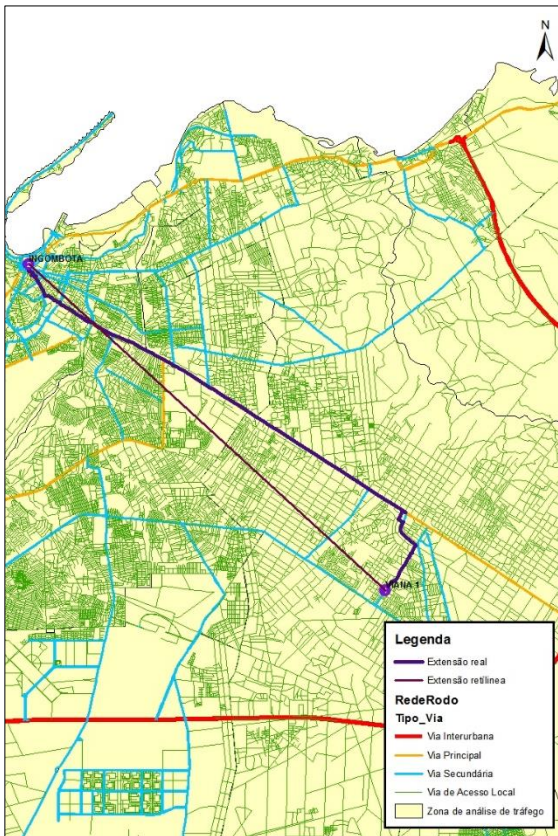 N
INGOMBOTA
VIANA 1
Legenda
Extensão real
Extensão retilínea
RedeRodo
Tipo_Via
Via Interurbana
Via Principal
Via Secundária
Via de Acesso Local
Zona de análise de tráfego